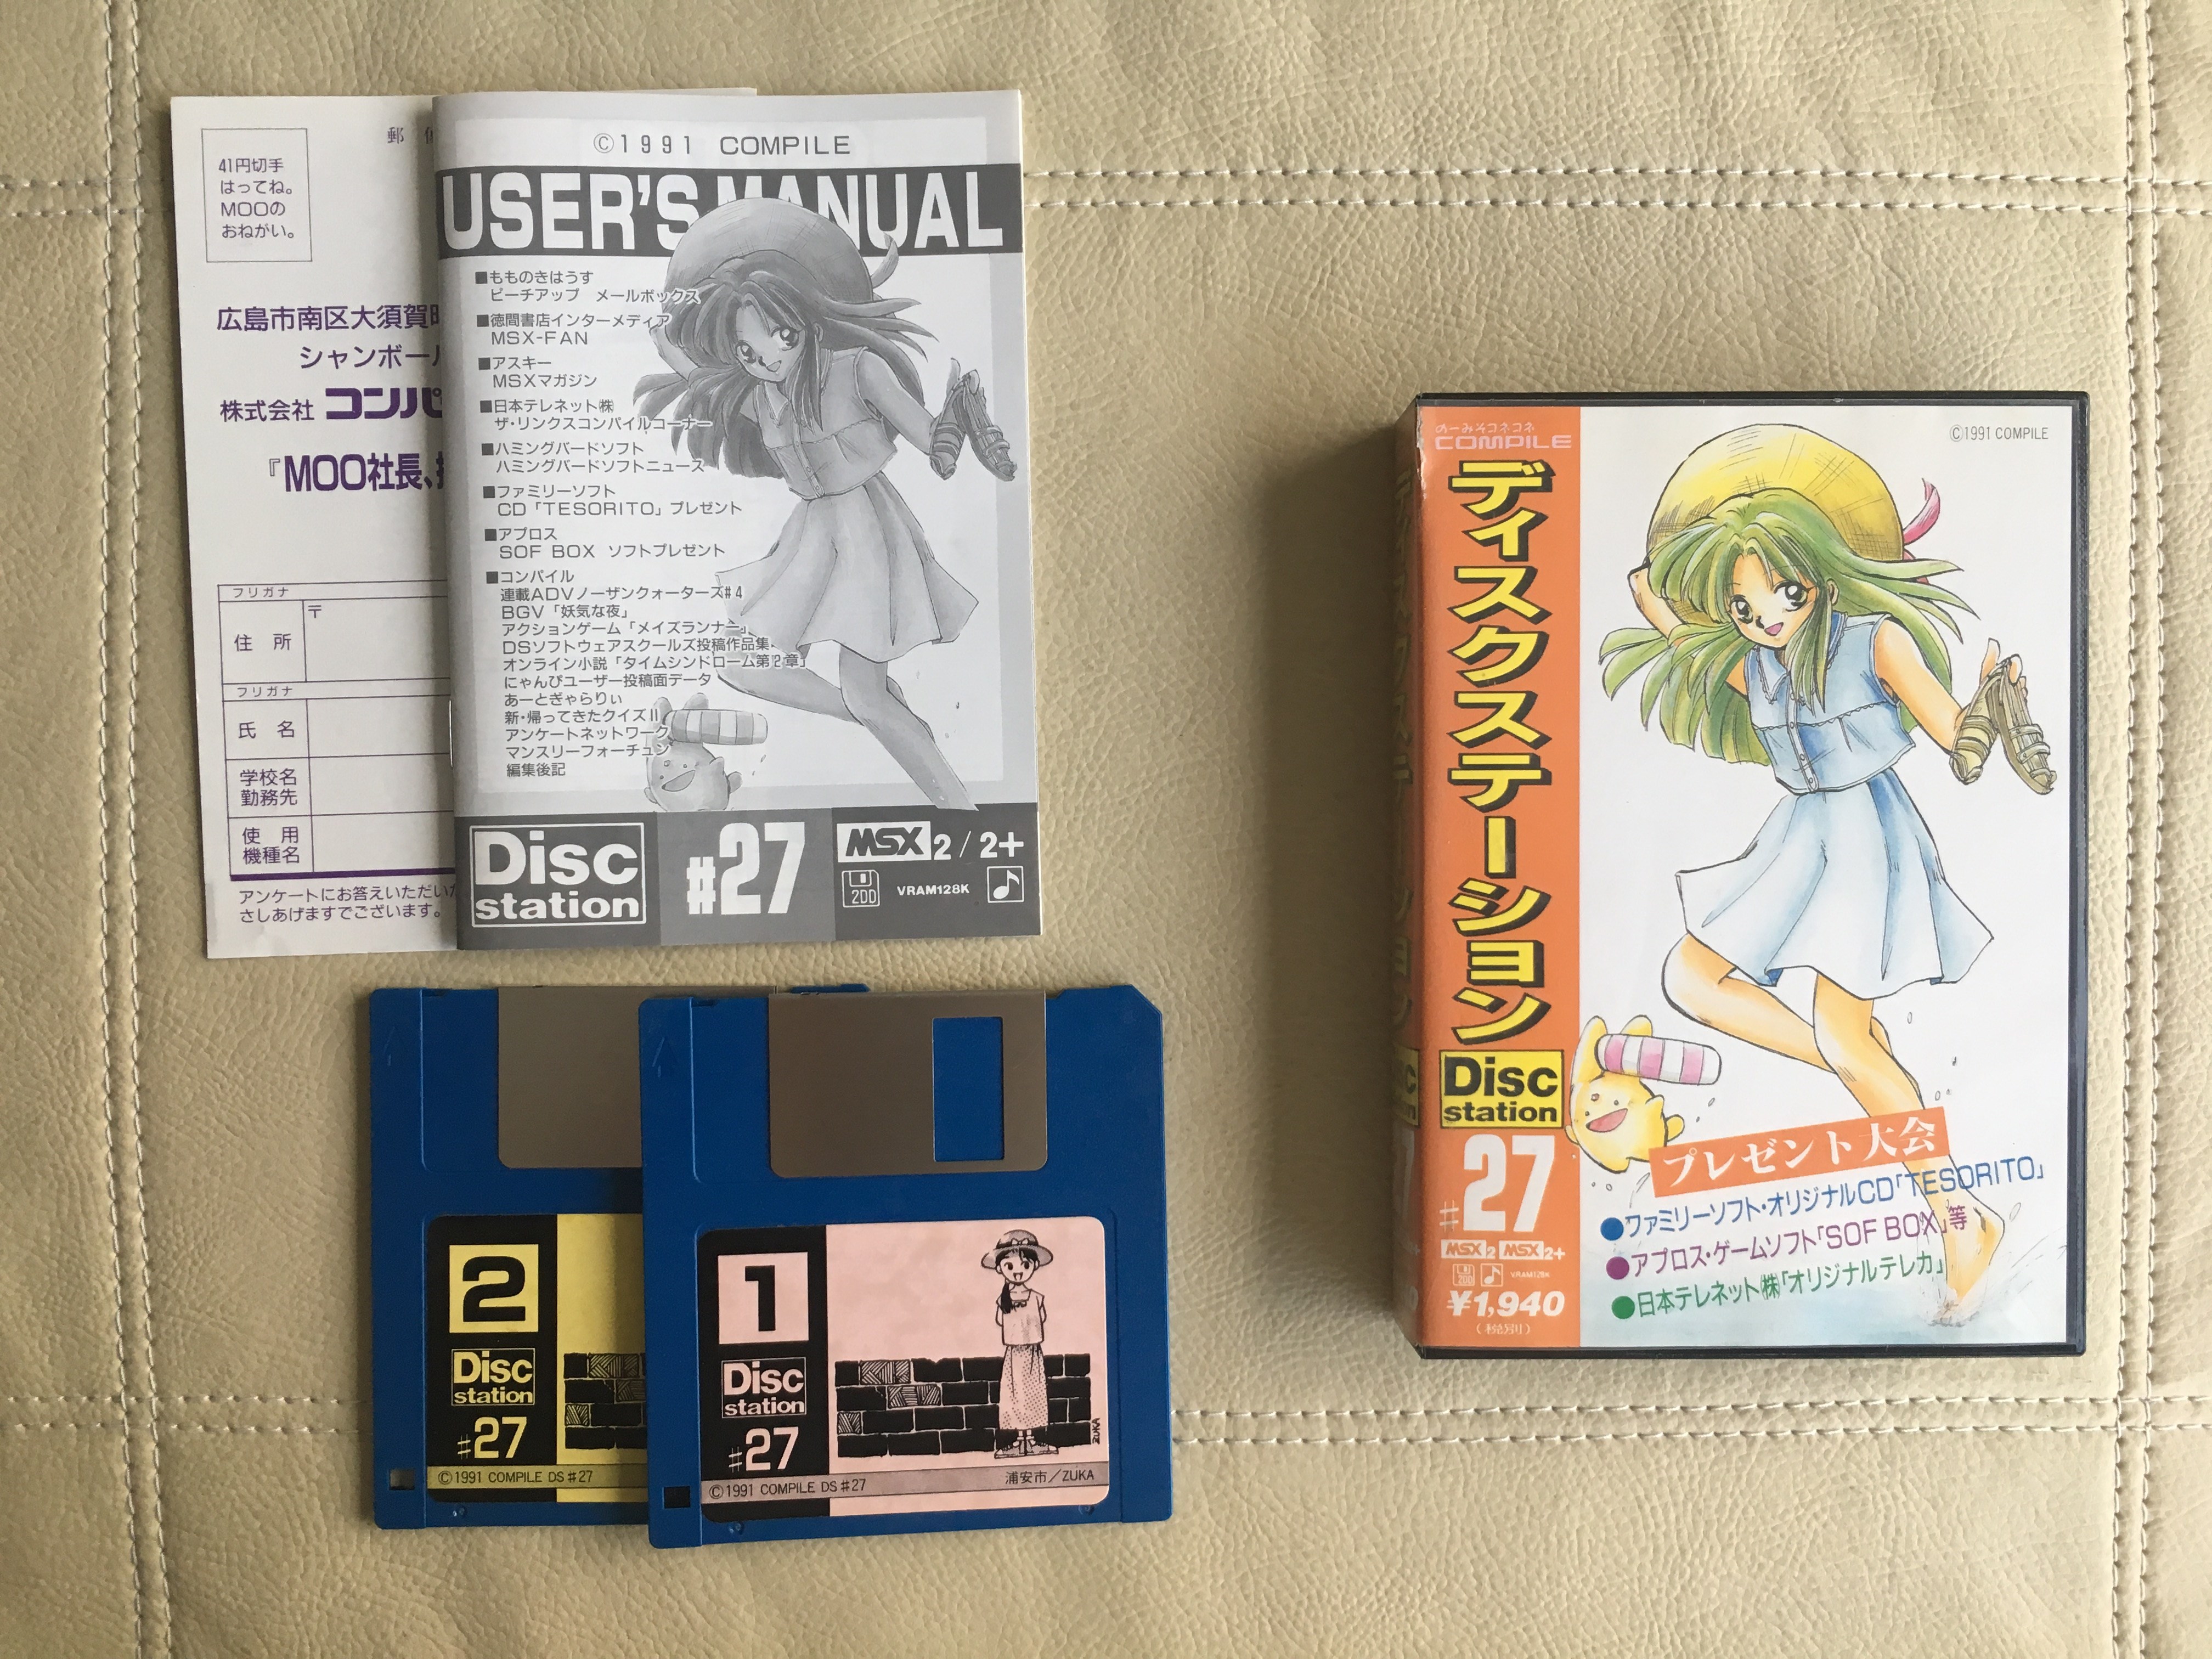 郵
41円切手
はってね。
MOOの
おねがい。
広島市南区大須賀
シャンボー
株式会社 コンパ
『MOO社長、
フリガナ
〒
住 所
フリガナ
氏 名
学校名
勤務先
使 用
機種名
アンケートにお答えいただい
さしあげますでございます。
©1991 COMPILE
USER'S MANUAL
■もものきはうす
ピーチアップ メールボックス
■徳間書店インターメディア
MSX-FAN
■アスキー
MSXマガジン
■日本テレネット㈱
ザ・リンクスコンパイルコーナー
■ハミングバードソフト
ハミングバードソフトニュース
■ファミリーソフト
CD「TESORITO」プレゼント
■アプロス
SOF BOX ソフトプレゼント
■コンパイル
連載ADVノーザンクォーターズ#4
BGV「妖気な夜」
アクションゲーム「メイズランナー」
DSソフトウェアスクールズ投稿作品集
オンライン小説「タイムシンドローム第2章」
にゃんぴユーザー投稿面データ
あーとぎゃらりぃ
新・帰ってきたクイズII
アンケートネットワーク
マンスリーフォーチュン
編集後記
Disc
station
#27
MSX 2 / 2+
2DD
VRAM128K
2
Disc
station
#27
©1991 COMPILE DS#27
1
Disc
station
#27
ZUKA
©1991 COMPILE DS#27
浦安市/ZUKA
のーみそコネコネ
COMPILE
ディスクステーション
Disc
station
#27
MSX 2 MSX 2+
2DD
VRAM128K
¥1,940
(税別)
©1991 COMPILE
プレゼント大会
●ファミリーソフト・オリジナルCD「TESORITO」
●アプロス・ゲームソフト「SOF BOX」等
●日本テレネット㈱「オリジナルテレカ」